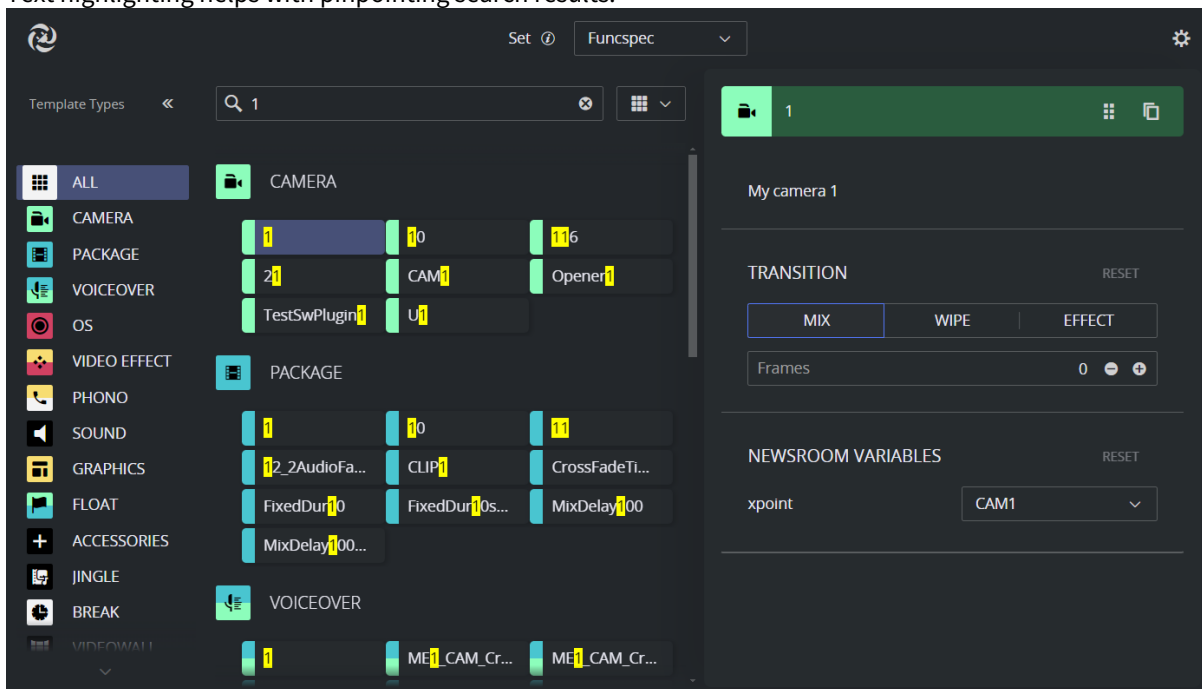 Text highlighting helps with pinpointing search results.
Set Funcspec
Template Types
1
ALL
CAMERA
PACKAGE
VOICEOVER
OS
VIDEO EFFECT
PHONO
SOUND
GRAPHICS
FLOAT
ACCESSORIES
JINGLE
BREAK
VIDEOWALL
CAMERA
1 10 116
21 CAM1 Opener1
TestSwPlugin1 U1
PACKAGE
1 10 11
12_2AudioFa... CLIP1 CrossFadeTi...
FixedDur10 FixedDur10s... MixDelay100
MixDelay100...
VOICEOVER
1 ME1_CAM_Cr... ME1_CAM_Cr...
1
My camera 1
TRANSITION RESET
MIX WIPE EFFECT
Frames 0
NEWSROOM VARIABLES RESET
xpoint CAM1